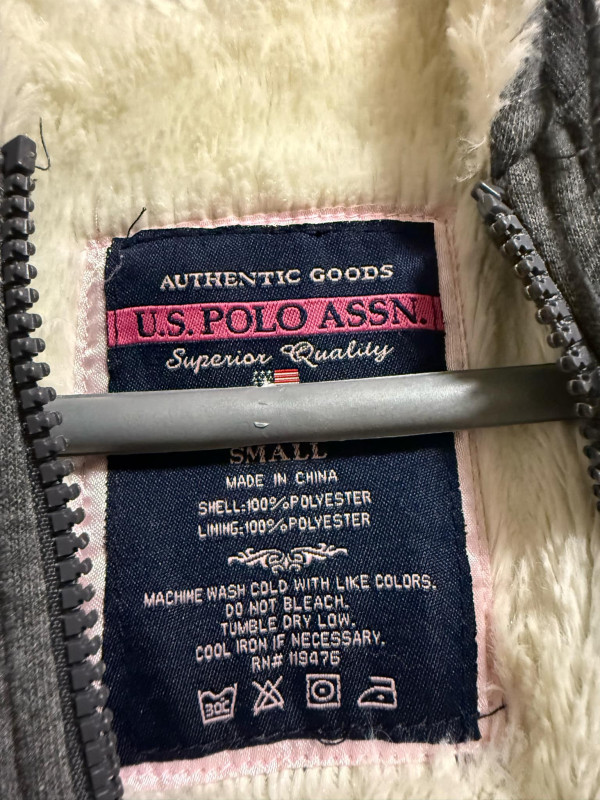 AUTHENTIC GOODS
U.S. POLO ASSN.
Superior Quality
SMALL
MADE IN CHINA
SHELL:100%POLYESTER
LINING:100%POLYESTER
MACHINE WASH COLD WITH LIKE COLORS.
DO NOT BLEACH.
TUMBLE DRY LOW.
COOL IRON IF NECESSARY.
RN# 119476
30C